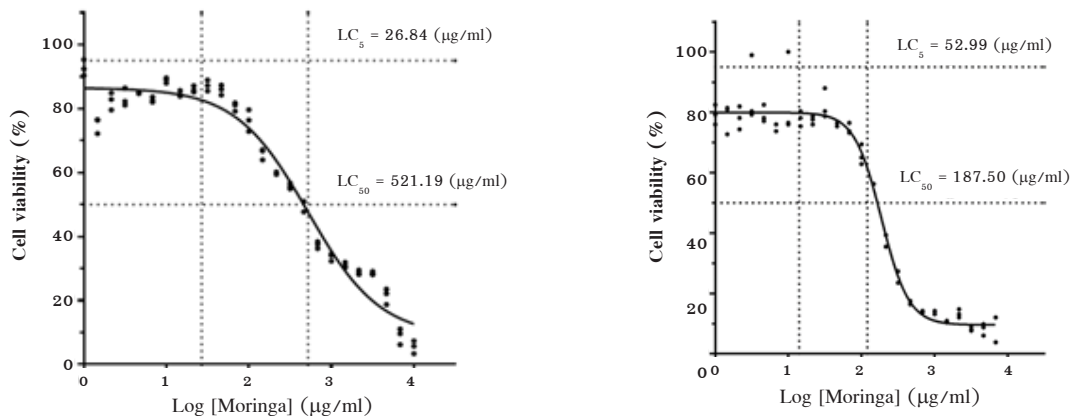 100
80
60
40
20
0
Cell viability (%)
LC5 = 26.84 (µg/ml)
LC50 = 521.19 (µg/ml)
0 1 2 3 4
Log [Moringa] (µg/ml)
100
80
60
40
20
0
Cell viability (%)
LC5 = 52.99 (µg/ml)
LC50 = 187.50 (µg/ml)
0 1 2 3 4
Log [Moringa] (µg/ml)